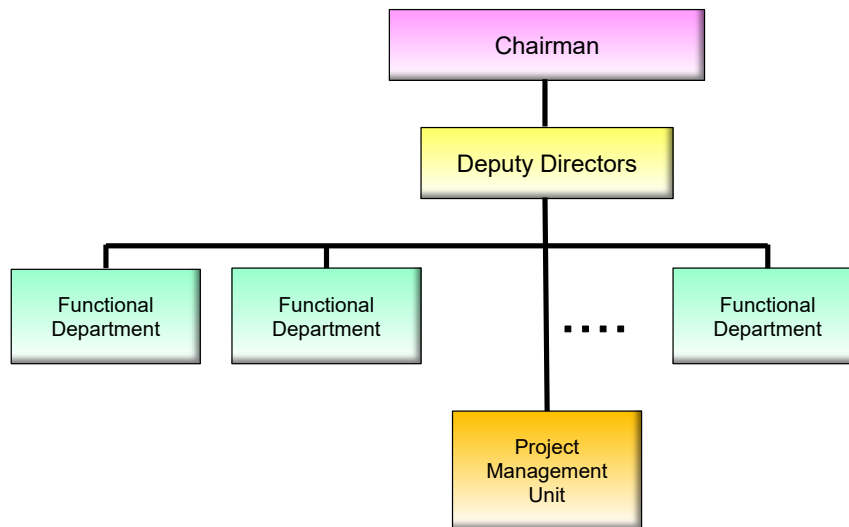 Chairman
Deputy Directors
Functional
Department
Functional
Department
....
Functional
Department
Project
Management
Unit